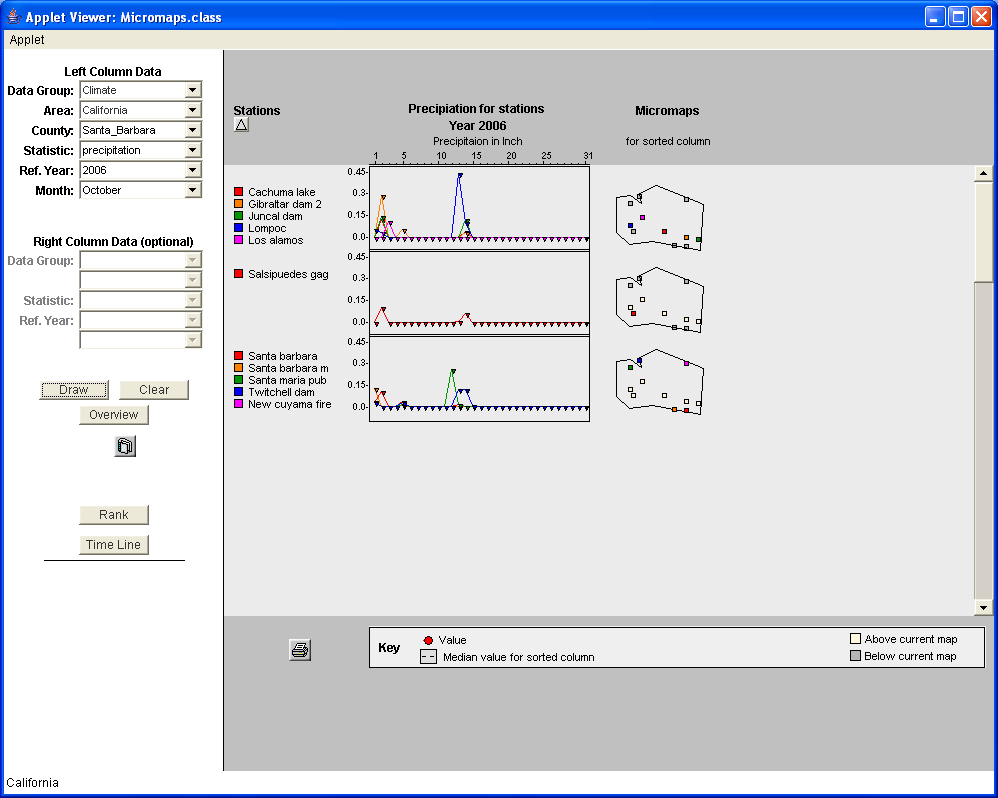 Applet Viewer: Micromaps.class
Applet
Left Column Data
Data Group: Climate
Area: California
County: Santa_Barbara
Statistic: precipitation
Ref. Year: 2006
Month: October
Right Column Data (optional)
Data Group:
Statistic:
Ref. Year:
Draw Clear
Overview
Rank
Time Line
Stations
Precipiation for stations
Year 2006
Precipitaion in Inch
1 5 10 15 20 25 31
Micromaps
for sorted column
0.45-
0.3-
0.15-
0.0-
Cachuma lake
Gibraltar dam 2
Juncal dam
Lompoc
Los alamos
0.45-
0.3-
0.15-
0.0-
Salsipuedes gag
0.45-
0.3-
0.15-
0.0-
Santa barbara
Santa barbara m
Santa maria pub
Twitchell dam
New cuyama fire
Key
Value
Median value for sorted column
Above current map
Below current map
California